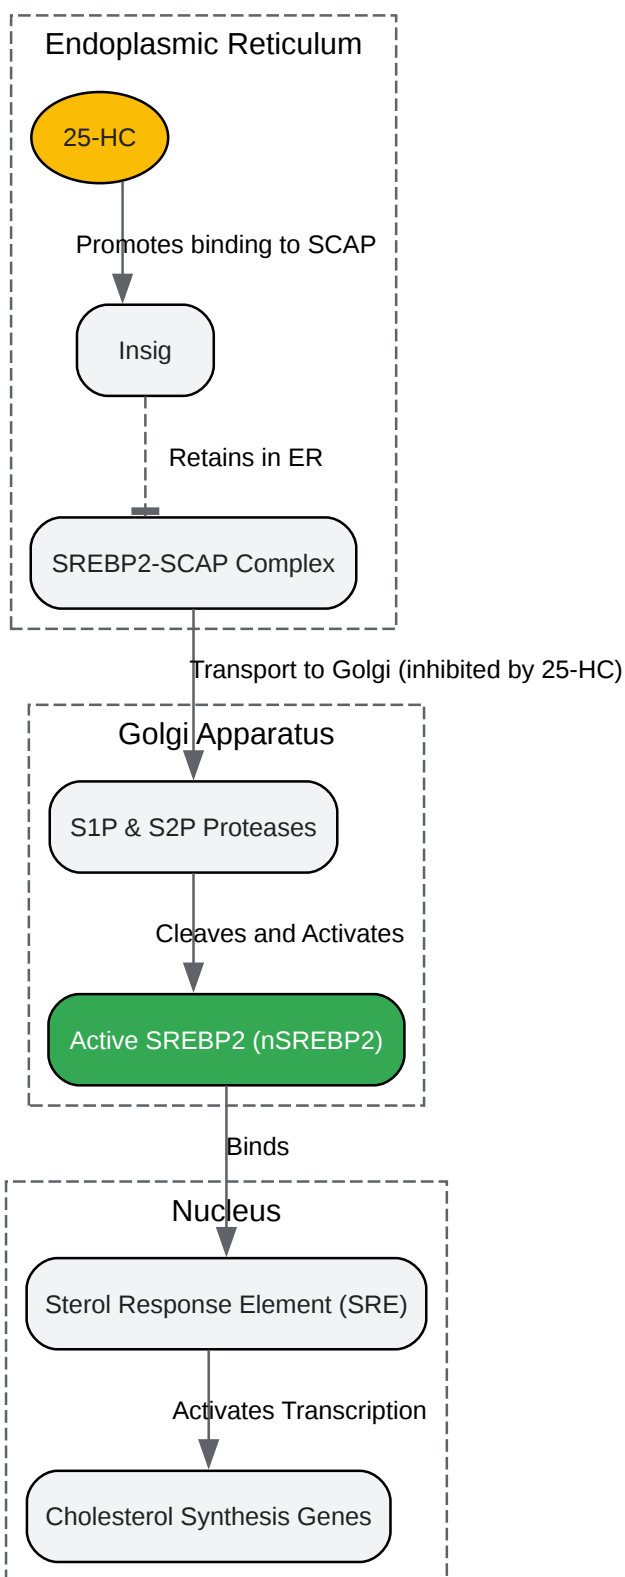 Endoplasmic Reticulum
25-HC
Promotes binding to SCAP
Insig
Retains in ER
SREBP2-SCAP Complex
Transport to Golgi (inhibited by 25-HC)
Golgi Apparatus
S1P & S2P Proteases
Cleaves and Activates
Active SREBP2 (nSREBP2)
Binds
Nucleus
Sterol Response Element (SRE)
Activates Transcription
Cholesterol Synthesis Genes